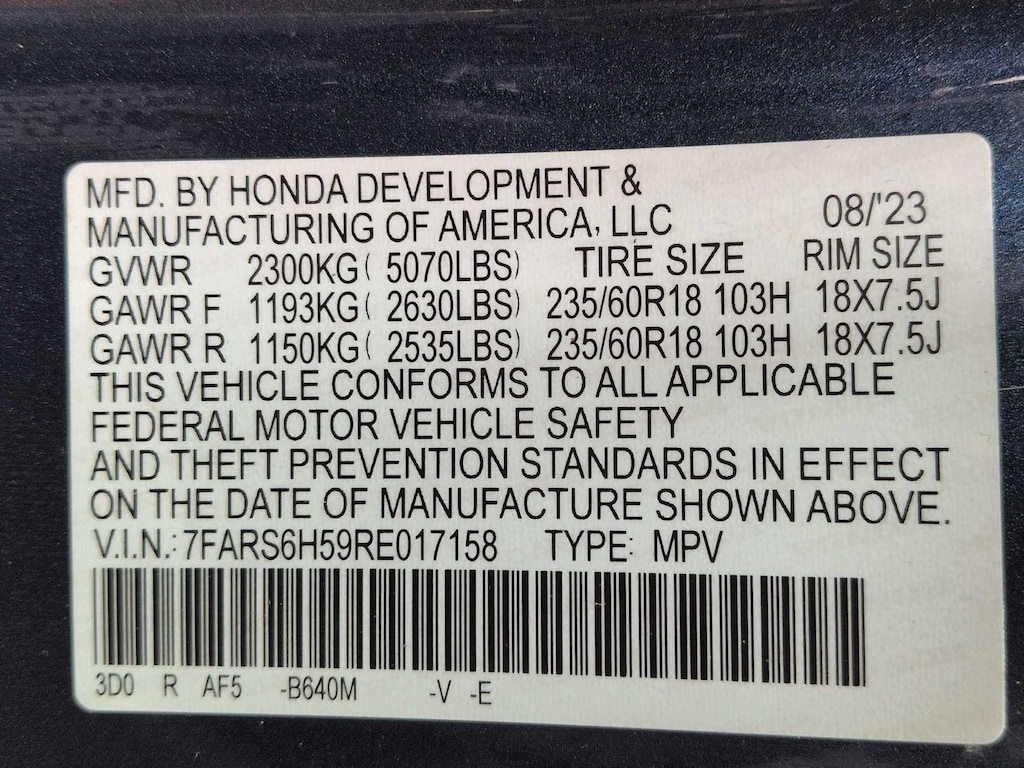 MFD. BY HONDA DEVELOPMENT &
MANUFACTURING OF AMERICA, LLC 08/'23
GVWR 2300KG( 5070LBS) TIRE SIZE RIM SIZE
GAWR F 1193KG( 2630LBS) 235/60R18 103H 18X7.5J
GAWR R 1150KG( 2535LBS) 235/60R18 103H 18X7.5J
THIS VEHICLE CONFORMS TO ALL APPLICABLE
FEDERAL MOTOR VEHICLE SAFETY
AND THEFT PREVENTION STANDARDS IN EFFECT
ON THE DATE OF MANUFACTURE SHOWN ABOVE.
V.I.N.: 7FARS6H59RE017158 TYPE: MPV
3D0 R AF5 -B640M -V -E